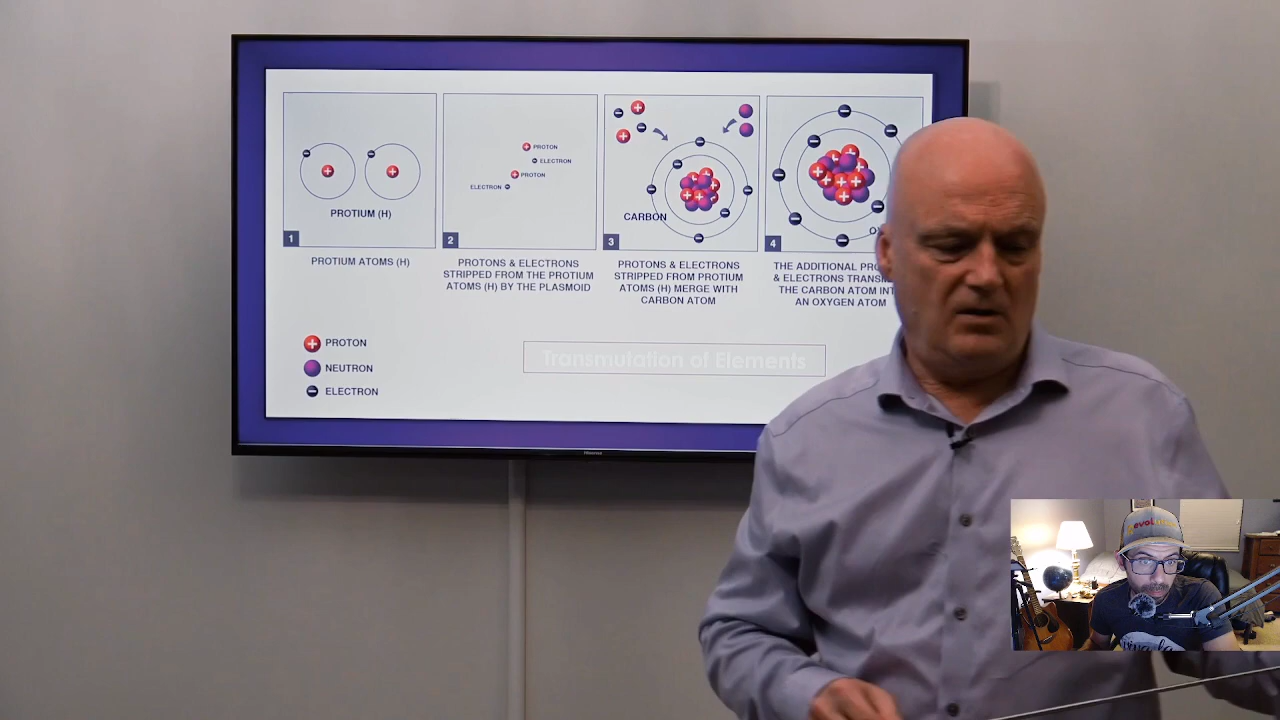 PROTIUM (H)
1
PROTIUM ATOMS (H)
PROTON
ELECTRON
PROTON
ELECTRON
2
PROTONS & ELECTRONS
STRIPPED FROM THE PROTIUM
ATOMS (H) BY THE PLASMOID
CARBON
3
PROTONS & ELECTRONS
STRIPPED FROM PROTIUM
ATOMS (H) MERGE WITH
CARBON ATOM
4
THE ADDITIONAL
& ELECTRONS
THE CARBON ATOM
AN OXYGEN ATOM
PROTON
NEUTRON
ELECTRON
Transmutation of Elements
Hisense